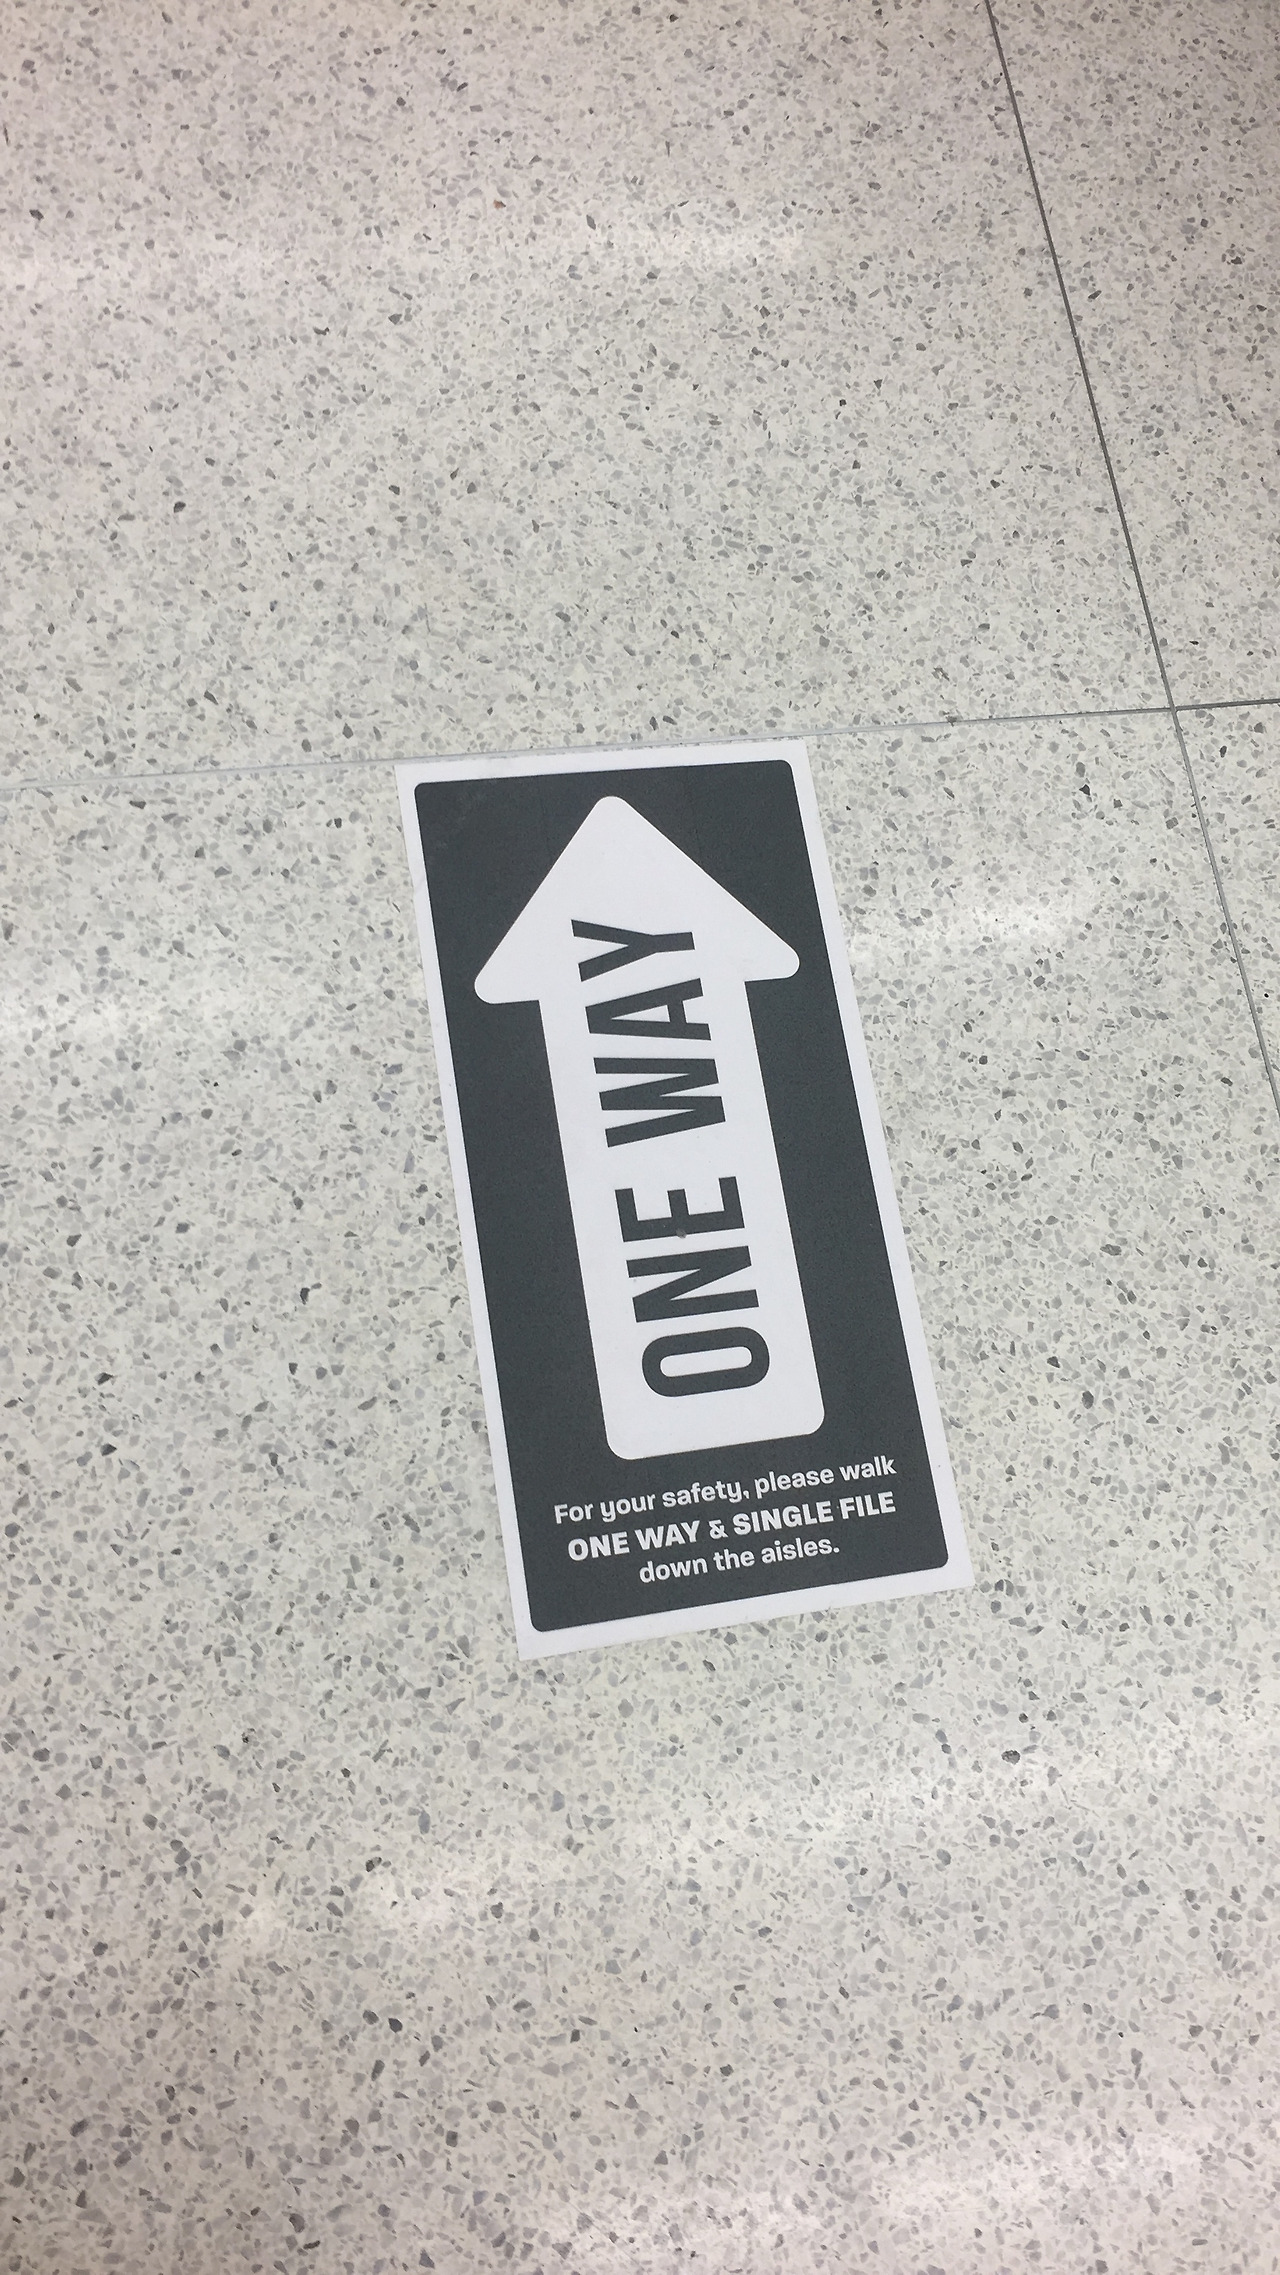 ONE WAY
For your safety, please walk
ONE WAY & SINGLE FILE
down the aisles.